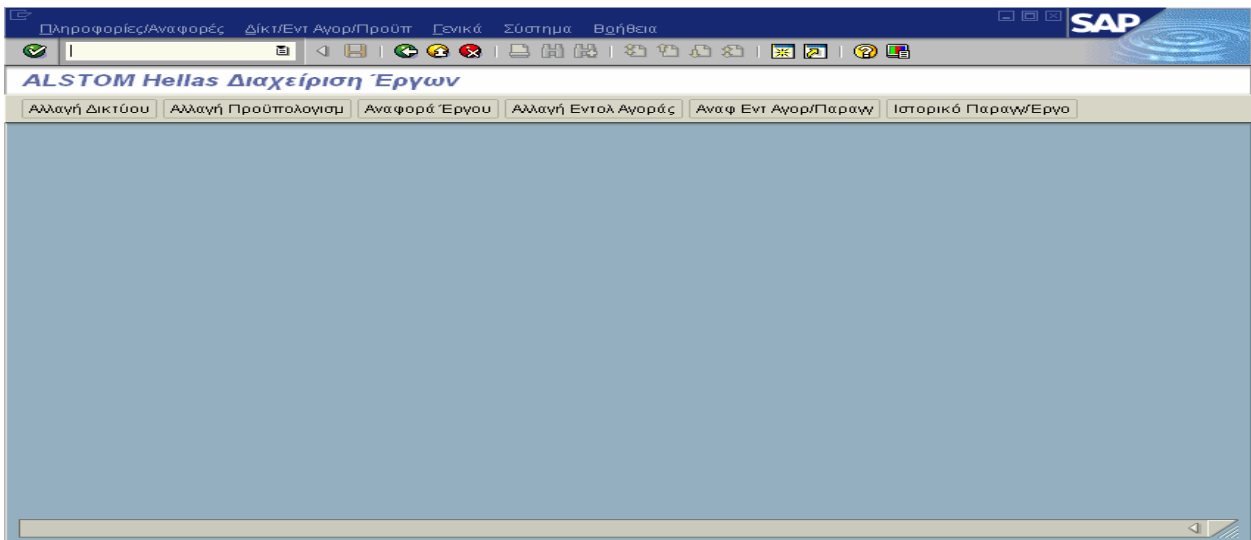 Πληροφορίες/Αναφορές Δίκτ/Εντ Αγορ/Προϋπ Γενικά Σύστημα Βοήθεια
SAP
ALSTOM Hellas Διαχείριση Έργων
Αλλαγή Δικτύου Αλλαγή Προϋπολογισμ Αναφορά Έργου Αλλαγή Εντολ Αγοράς Αναφ Εντ Αγορ/Παραγγ Ιστορικό Παραγγ/Εργο